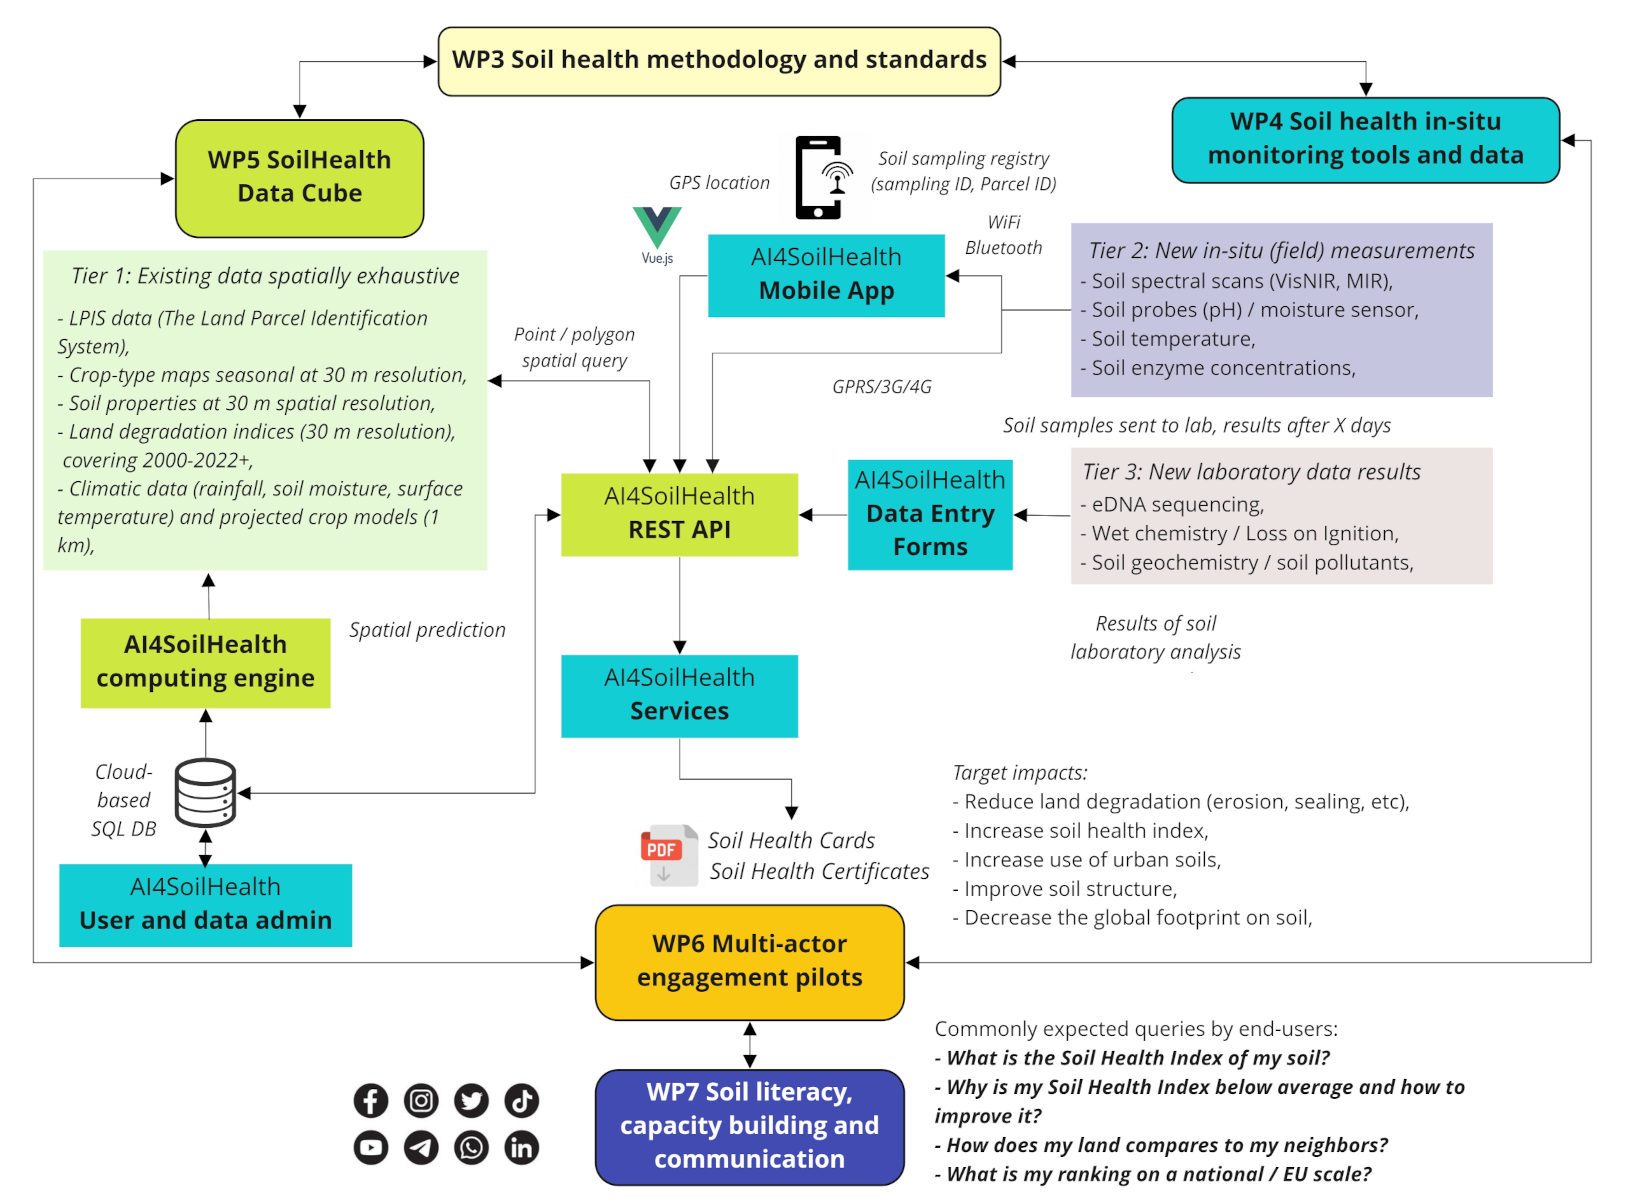 WP3 Soil health methodology and standards
WP4 Soil health in-situ
monitoring tools and data
WP5 SoilHealth
Data Cube
GPS location
Soil sampling registry
(sampling ID, Parcel ID)
Vue.js
WiFi
Bluetooth
AI4SoilHealth
Mobile App
Tier 2: New in-situ (field) measurements
- Soil spectral scans (VisNIR, MIR),
- Soil probes (pH) / moisture sensor,
- Soil temperature,
- Soil enzyme concentrations,
Tier 1: Existing data spatially exhaustive
- LPIS data (The Land Parcel Identification
System),
- Crop-type maps seasonal at 30 m resolution,
- Soil properties at 30 m spatial resolution,
- Land degradation indices (30 m resolution),
covering 2000-2022+,
- Climatic data (rainfall, soil moisture, surface
temperature) and projected crop models (1
km),
Point / polygon
spatial query
GPRS/3G/4G
Soil samples sent to lab, results after X days
Tier 3: New laboratory data results
- eDNA sequencing,
- Wet chemistry / Loss on Ignition,
- Soil geochemistry / soil pollutants,
AI4SoilHealth
REST API
AI4SoilHealth
Data Entry
Forms
Results of soil
laboratory analysis
AI4SoilHealth
computing engine
Spatial prediction
AI4SoilHealth
Services
Cloud-
based
SQL DB
AI4SoilHealth
User and data admin
PDF
Soil Health Cards
Soil Health Certificates
Target impacts:
- Reduce land degradation (erosion, sealing, etc),
- Increase soil health index,
- Increase use of urban soils,
- Improve soil structure,
- Decrease the global footprint on soil,
WP6 Multi-actor
engagement pilots
WP7 Soil literacy,
capacity building and
communication
Commonly expected queries by end-users:
- What is the Soil Health Index of my soil?
- Why is my Soil Health Index below average and how to
improve it?
- How does my land compares to my neighbors?
- What is my ranking on a national / EU scale?